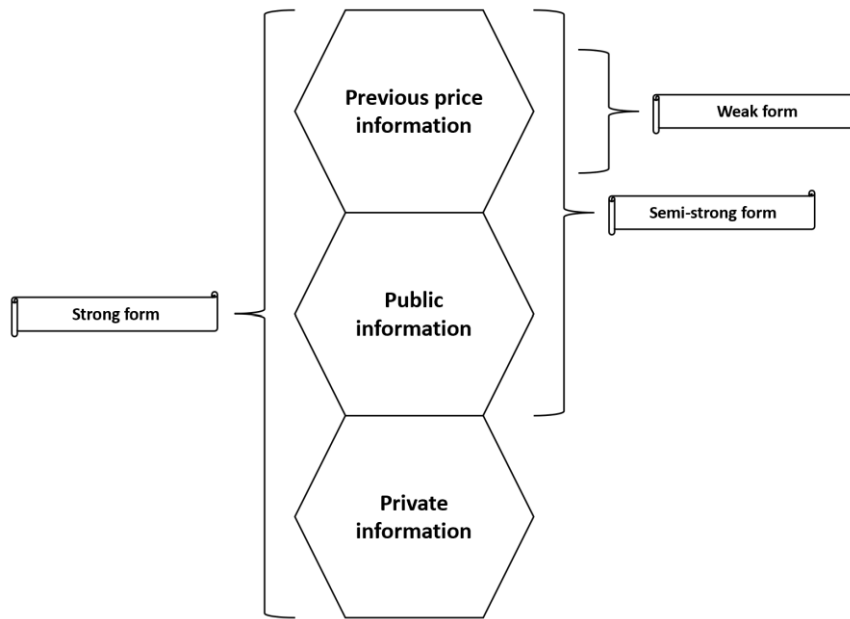 Previous price
information
Weak form
Semi-strong form
Public
information
Strong form
Private
information